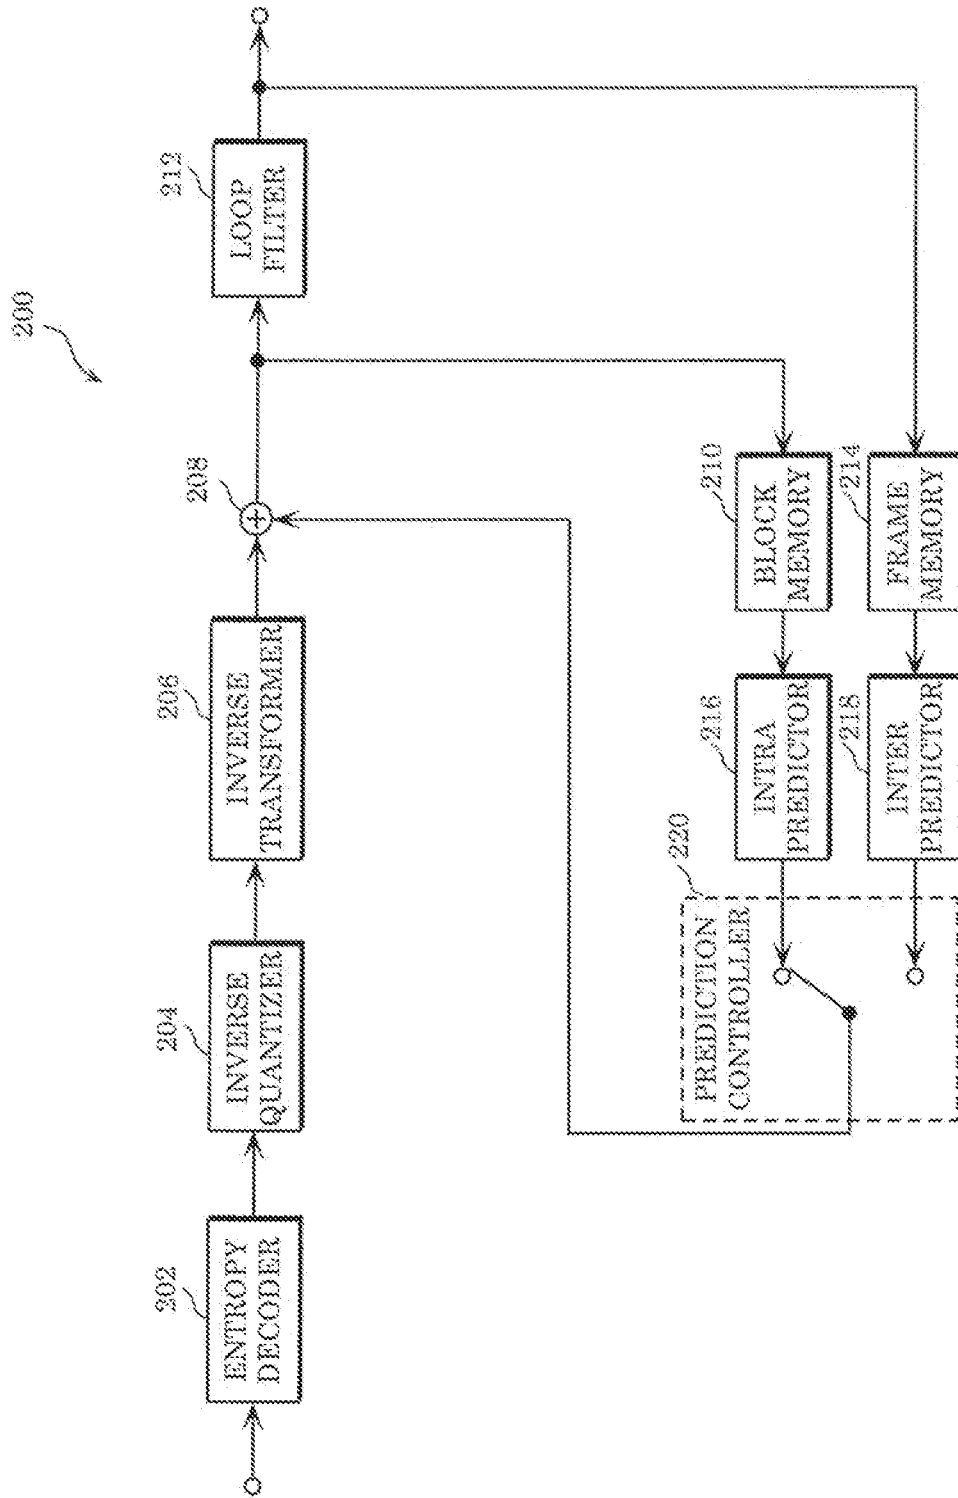 200
202
ENTROPY
DECODER
204
INVERSE
QUANTIZER
206
INVERSE
TRANSFORMER
208
212
LOOP
FILTER
220
PREDICTION
CONTROLLER
216
INTRA
PREDICTOR
210
BLOCK
MEMORY
218
INTER
PREDICTOR
214
FRAME
MEMORY